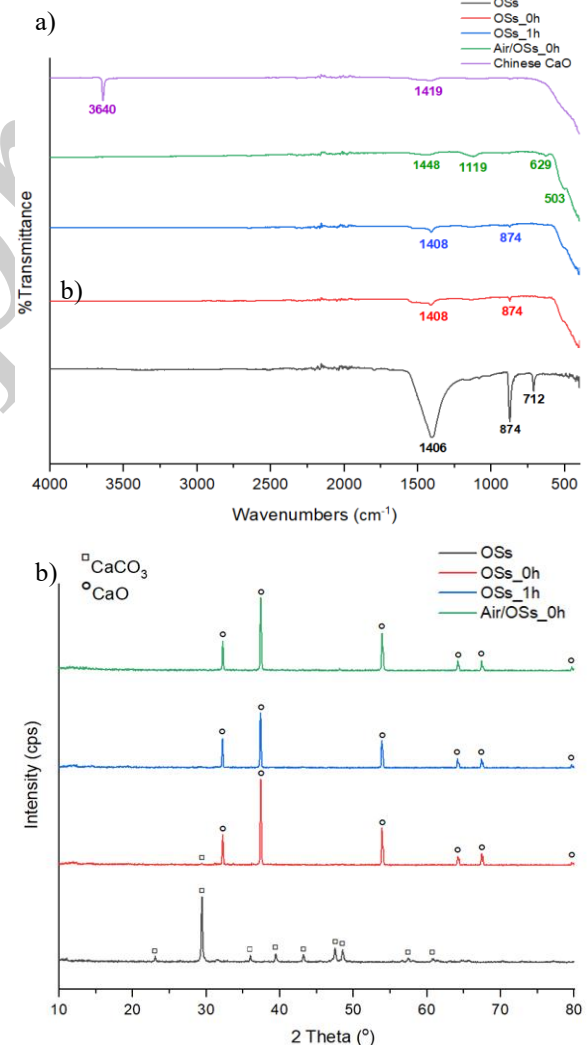 a)
OSs
OSs_0h
OSs_1h
Air/OSs_0h
Chinese CaO
3640
1419
1448
1119
629
503
1408
874
b)
1408
874
1406
874
712
%Transmittance
4000 3500 3000 2500 2000 1500 1000 500
Wavenumbers (cm⁻¹)
b)
CaCO₃
CaO
OSs
OSs_0h
OSs_1h
Air/OSs_0h
Intensity (cps)
10 20 30 40 50 60 70 80
2 Theta (°)